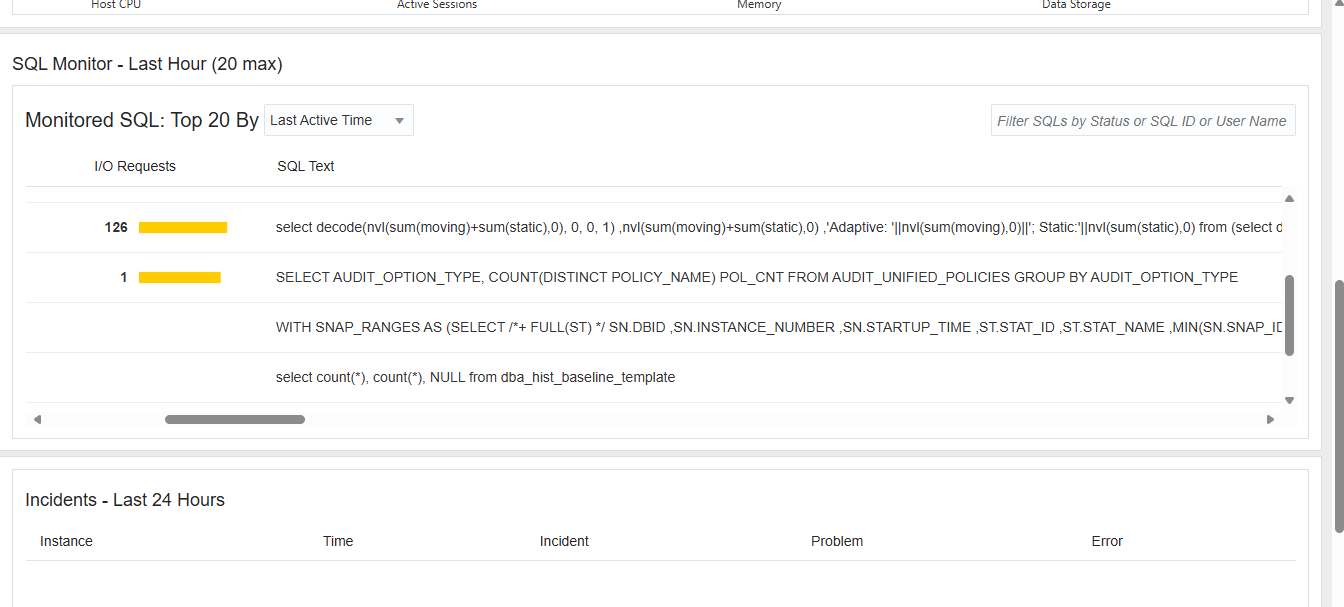 Host CPU Active Sessions Memory Data Storage
SQL Monitor - Last Hour (20 max)
Monitored SQL: Top 20 By Last Active Time Filter SQLs by Status or SQL ID or User Name
I/O Requests SQL Text
126 select decode(nvl(sum(moving)+sum(static),0), 0, 0, 1) ,nvl(sum(moving)+sum(static),0) ,'Adaptive: '||nvl(sum(moving),0)||'; Static:'||nvl(sum(static),0) from (select d
1 SELECT AUDIT_OPTION_TYPE, COUNT(DISTINCT POLICY_NAME) POL_CNT FROM AUDIT_UNIFIED_POLICIES GROUP BY AUDIT_OPTION_TYPE
WITH SNAP_RANGES AS (SELECT /*+ FULL(ST) */ SN.DBID ,SN.INSTANCE_NUMBER ,SN.STARTUP_TIME ,ST.STAT_ID ,ST.STAT_NAME ,MIN(SN.SNAP_ID
select count(*), count(*), NULL from dba_hist_baseline_template
Incidents - Last 24 Hours
Instance Time Incident Problem Error